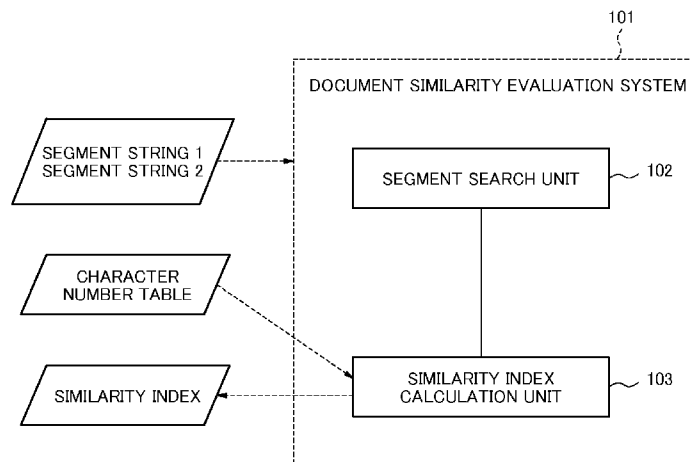 101
DOCUMENT SIMILARITY EVALUATION SYSTEM
SEGMENT STRING 1
SEGMENT STRING 2
SEGMENT SEARCH UNIT
102
CHARACTER
NUMBER TABLE
SIMILARITY INDEX
SIMILARITY INDEX
CALCULATION UNIT
103